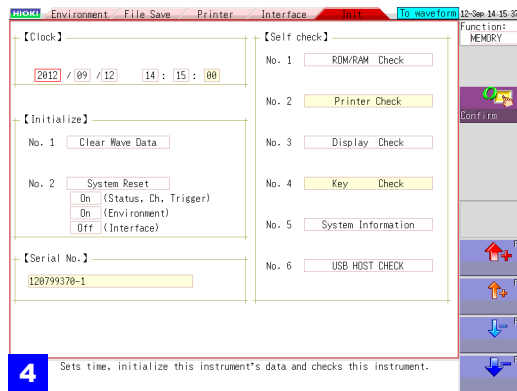 HIOKI Environment File Save Printer Interface Init To waveform 12-Sep 14:15:37
Function:
MEMORY
【Clock】
2012 / 09 / 12 14 : 15 : 00
【Initialize】
No. 1 Clear Wave Data
No. 2 System Reset
On (Status, Ch, Trigger)
On (Environment)
Off (Interface)
【Serial No.】
120799370-1
【Self check】
No. 1 ROM/RAM Check
No. 2 Printer Check
No. 3 Display Check
No. 4 Key Check
No. 5 System Information
No. 6 USB HOST CHECK
Confirm
4
Sets time, initialize this instrument's data and checks this instrument.